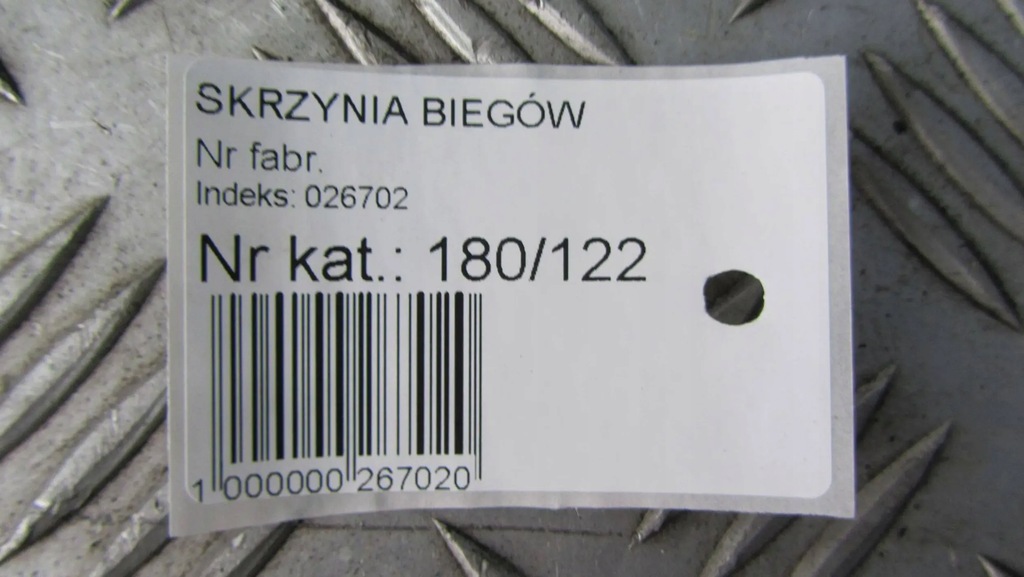 SKRZYNIA BIEGÓW
Nr fabr.
Indeks: 026702
Nr kat.: 180/122
1 000000 267020